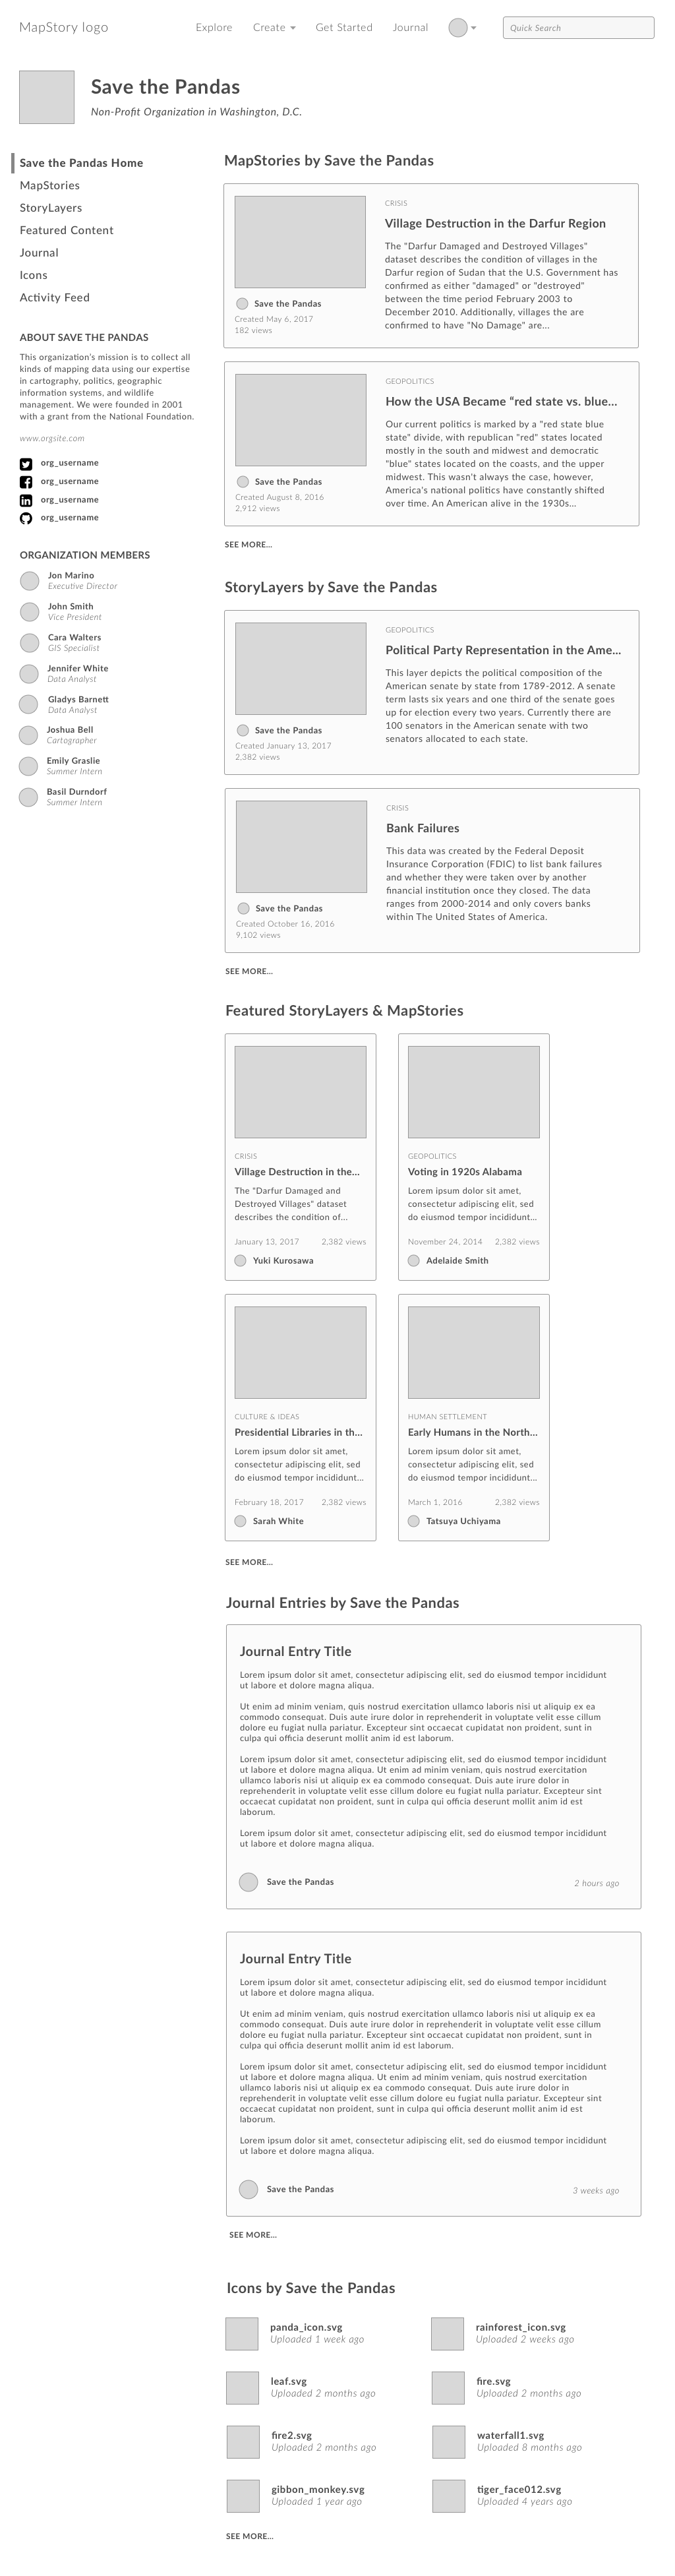 MapStory logo
Explore
Create
Get Started
Journal
Quick Search
Save the Pandas
Non-Profit Organization in Washington, D.C.
Save the Pandas Home
MapStories
StoryLayers
Featured Content
Journal
Icons
Activity Feed
ABOUT SAVE THE PANDAS
This organization's mission is to collect all
kinds of mapping data using our expertise
in cartography, politics, geographic
information systems, and wildlife
management. We were founded in 2001
with a grant from the National Foundation.
www.orgsite.com
org_username
org_username
org_username
org_username
ORGANIZATION MEMBERS
Jon Marino
Executive Director
John Smith
Vice President
Cara Walters
GIS Specialist
Jennifer White
Data Analyst
Gladys Barnett
Data Analyst
Joshua Bell
Cartographer
Emily Graslie
Summer Intern
Basil Durndorf
Summer Intern
MapStories by Save the Pandas
Save the Pandas
Created May 6, 2017
182 views
CRISIS
Village Destruction in the Darfur Region
The "Darfur Damaged and Destroyed Villages"
dataset describes the condition of villages in the
Darfur region of Sudan that the U.S. Government has
confirmed as either "damaged" or "destroyed"
between the time period February 2003 to
December 2010. Additionally, villages the are
confirmed to have "No Damage" are...
Save the Pandas
Created August 8, 2016
2,912 views
GEOPOLITICS
How the USA Became “red state vs. blue...
Our current politics is marked by a "red state blue
state" divide, with republican "red" states located
mostly in the south and midwest and democratic
"blue" states located on the coasts, and the upper
midwest. This wasn't always the case, however,
America's national politics have constantly shifted
over time. An American alive in the 1930s...
SEE MORE...
StoryLayers by Save the Pandas
Save the Pandas
Created January 13, 2017
2,382 views
GEOPOLITICS
Political Party Representation in the Ame...
This layer depicts the political composition of the
American senate by state from 1789-2012. A senate
term lasts six years and one third of the senate goes
up for election every two years. Currently there are
100 senators in the American senate with two
senators allocated to each state.
Save the Pandas
Created October 16, 2016
9,102 views
CRISIS
Bank Failures
This data was created by the Federal Deposit
Insurance Corporation (FDIC) to list bank failures
and whether they were taken over by another
financial institution once they closed. The data
ranges from 2000-2014 and only covers banks
within The United States of America.
SEE MORE...
Featured StoryLayers & MapStories
CRISIS
Village Destruction in the...
The "Darfur Damaged and
Destroyed Villages" dataset
describes the condition of...
January 13, 2017 2,382 views
Yuki Kurosawa
GEOPOLITICS
Voting in 1920s Alabama
Lorem ipsum dolor sit amet,
consectetur adipiscing elit, sed
do eiusmod tempor incididunt...
November 24, 2014 2,382 views
Adelaide Smith
CULTURE & IDEAS
Presidential Libraries in th...
Lorem ipsum dolor sit amet,
consectetur adipiscing elit, sed
do eiusmod tempor incididunt...
February 18, 2017 2,382 views
Sarah White
HUMAN SETTLEMENT
Early Humans in the North...
Lorem ipsum dolor sit amet,
consectetur adipiscing elit, sed
do eiusmod tempor incididunt...
March 1, 2016 2,382 views
Tatsuya Uchiyama
SEE MORE...
Journal Entries by Save the Pandas
Journal Entry Title
Lorem ipsum dolor sit amet, consectetur adipiscing elit, sed do eiusmod tempor incididunt
ut labore et dolore magna aliqua.
Ut enim ad minim veniam, quis nostrud exercitation ullamco laboris nisi ut aliquip ex ea
commodo consequat. Duis aute irure dolor in reprehenderit in voluptate velit esse cillum
dolore eu fugiat nulla pariatur. Excepteur sint occaecat cupidatat non proident, sunt in
culpa qui officia deserunt mollit anim id est laborum.
Lorem ipsum dolor sit amet, consectetur adipiscing elit, sed do eiusmod tempor incididunt
ut labore et dolore magna aliqua. Ut enim ad minim veniam, quis nostrud exercitation
ullamco laboris nisi ut aliquip ex ea commodo consequat. Duis aute irure dolor in
reprehenderit in voluptate velit esse cillum dolore eu fugiat nulla pariatur. Excepteur sint
occaecat cupidatat non proident, sunt in culpa qui officia deserunt mollit anim id est
laborum.
Lorem ipsum dolor sit amet, consectetur adipiscing elit, sed do eiusmod tempor incididunt
ut labore et dolore magna aliqua.
Save the Pandas
2 hours ago
Journal Entry Title
Lorem ipsum dolor sit amet, consectetur adipiscing elit, sed do eiusmod tempor incididunt
ut labore et dolore magna aliqua.
Ut enim ad minim veniam, quis nostrud exercitation ullamco laboris nisi ut aliquip ex ea
commodo consequat. Duis aute irure dolor in reprehenderit in voluptate velit esse cillum
dolore eu fugiat nulla pariatur. Excepteur sint occaecat cupidatat non proident, sunt in
culpa qui officia deserunt mollit anim id est laborum.
Lorem ipsum dolor sit amet, consectetur adipiscing elit, sed do eiusmod tempor incididunt
ut labore et dolore magna aliqua. Ut enim ad minim veniam, quis nostrud exercitation
ullamco laboris nisi ut aliquip ex ea commodo consequat. Duis aute irure dolor in
reprehenderit in voluptate velit esse cillum dolore eu fugiat nulla pariatur. Excepteur sint
occaecat cupidatat non proident, sunt in culpa qui officia deserunt mollit anim id est
laborum.
Lorem ipsum dolor sit amet, consectetur adipiscing elit, sed do eiusmod tempor incididunt
ut labore et dolore magna aliqua.
Save the Pandas
3 weeks ago
SEE MORE...
Icons by Save the Pandas
panda_icon.svg
Uploaded 1 week ago
rainforest_icon.svg
Uploaded 2 weeks ago
leaf.svg
Uploaded 2 months ago
fire.svg
Uploaded 2 months ago
fire2.svg
Uploaded 2 months ago
waterfall1.svg
Uploaded 8 months ago
gibbon_monkey.svg
Uploaded 1 year ago
tiger_face012.svg
Uploaded 4 years ago
SEE MORE...